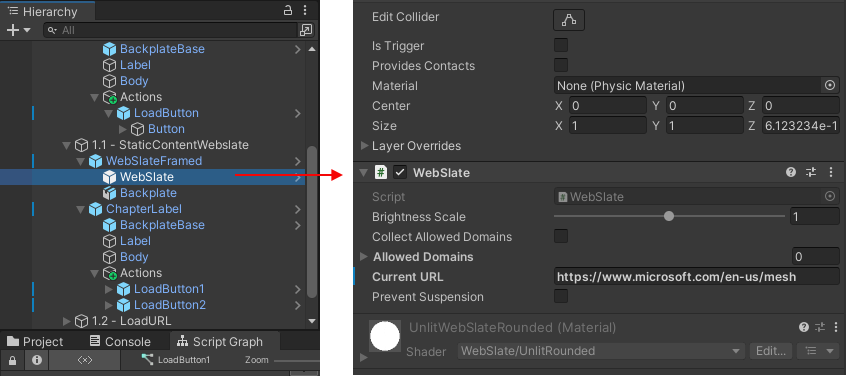 Hierarchy
All
BackplateBase
Label
Body
Actions
LoadButton
Button
1.1 - StaticContentWebslate
WebSlateFramed
WebSlate
Backplate
ChapterLabel
BackplateBase
Label
Body
Actions
LoadButton1
LoadButton2
1.2 - LoadURL
Project Console Script Graph
LoadButton1 Zoom
Edit Collider
Is Trigger
Provides Contacts
Material None (Physic Material)
Center X 0 Y 0 Z 0
Size X 1 Y 1 Z 6.123234e-1
Layer Overrides
# WebSlate
Script # WebSlate
Brightness Scale 1
Collect Allowed Domains
Allowed Domains 0
Current URL https://www.microsoft.com/en-us/mesh
Prevent Suspension
UnlitWebSlateRounded (Material)
Shader WebSlate/UnlitRounded Edit...